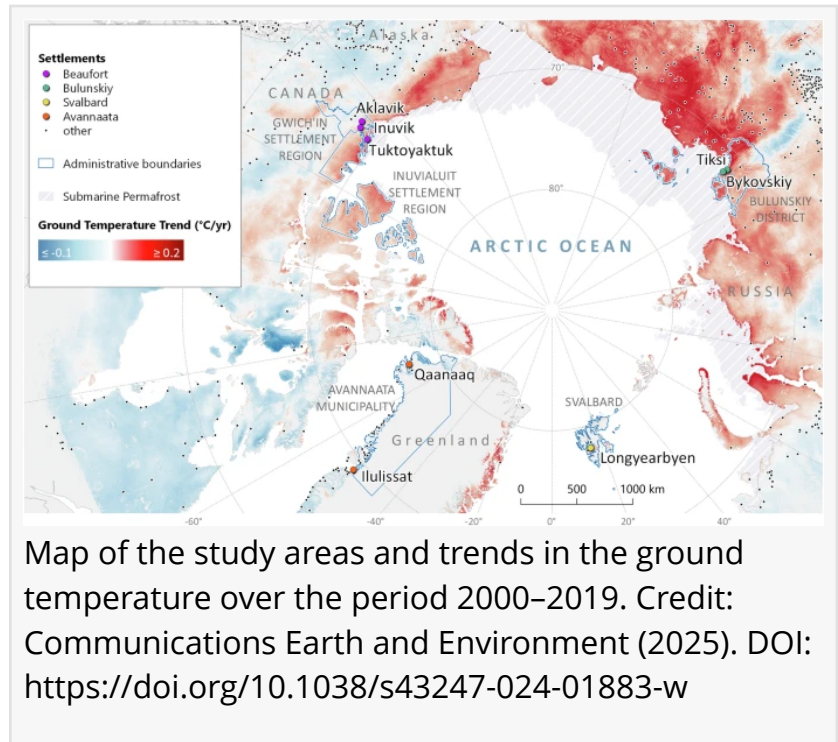 Settlements
Beaufort
Bulunskiy
Svalbard
Avannaata
other
Administrative boundaries
Submarine Permafrost
Ground Temperature Trend (°C/yr)
≤ -0.1
≥ 0.2
Alaska
70°
CANADA
Aklavik
GWICH'IN
SETTLEMENT
REGION
Inuvik
Tuktoyaktuk
INUVIALUIT
SETTLEMENT
REGION
80°
Tiksi
Bykovskiy
BULUNSKIY
DISTRICT
ARCTIC OCEAN
RUSSIA
Qaanaaq
AVANNAATA
MUNICIPALITY
SVALBARD
Greenland
Longyearbyen
Ilulissat
0 500 1000 km
-60° -40° -20° 0° 20° 40°
Map of the study areas and trends in the ground
temperature over the period 2000–2019. Credit:
Communications Earth and Environment (2025). DOI:
https://doi.org/10.1038/s43247-024-01883-w